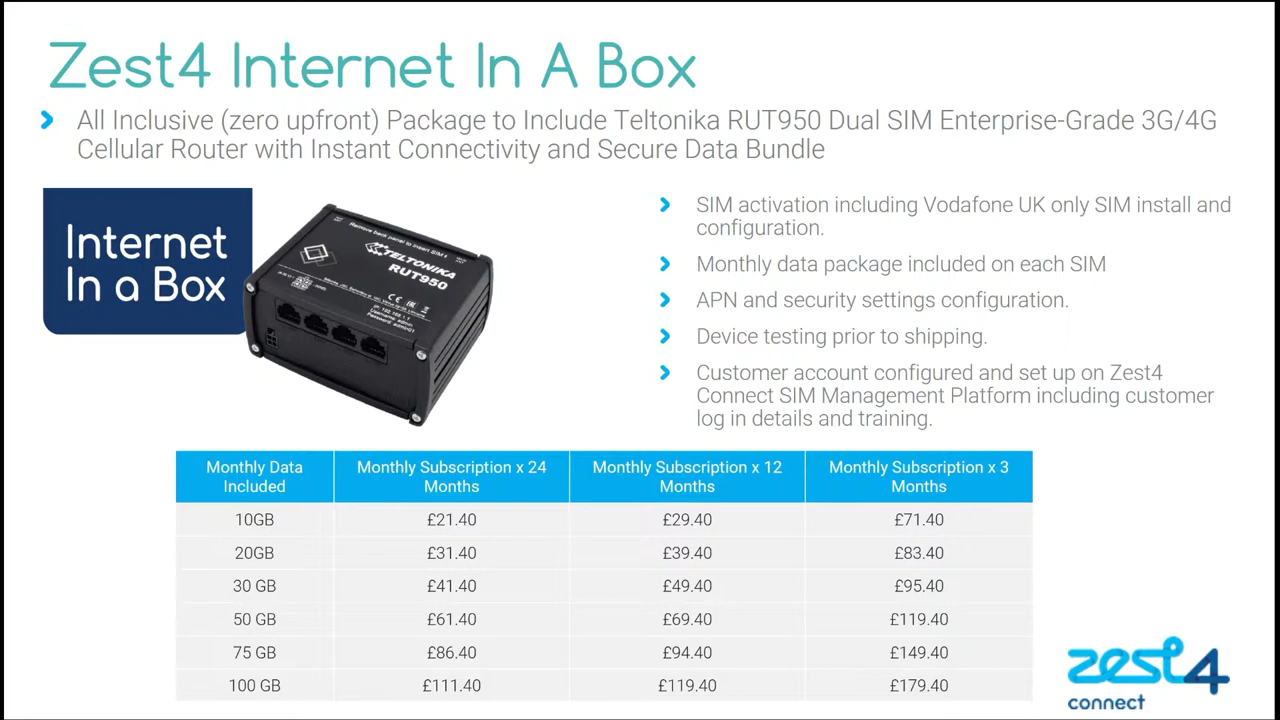 Zest4 Internet In A Box
All Inclusive (zero upfront) Package to Include Teltonika RUT950 Dual SIM Enterprise-Grade 3G/4G
Cellular Router with Instant Connectivity and Secure Data Bundle
Internet
In a Box
Remove back panel to insert SIM
TELTONIKA
RUT950
SIM activation including Vodafone UK only SIM install and
configuration.
Monthly data package included on each SIM
APN and security settings configuration.
Device testing prior to shipping.
Customer account configured and set up on Zest4
Connect SIM Management Platform including customer
log in details and training.
Monthly Data Included Monthly Subscription x 24 Months Monthly Subscription x 12 Months Monthly Subscription x 3 Months
10GB £21.40 £29.40 £71.40
20GB £31.40 £39.40 £83.40
30 GB £41.40 £49.40 £95.40
50 GB £61.40 £69.40 £119.40
75 GB £86.40 £94.40 £149.40
100 GB £111.40 £119.40 £179.40
zest4
connect